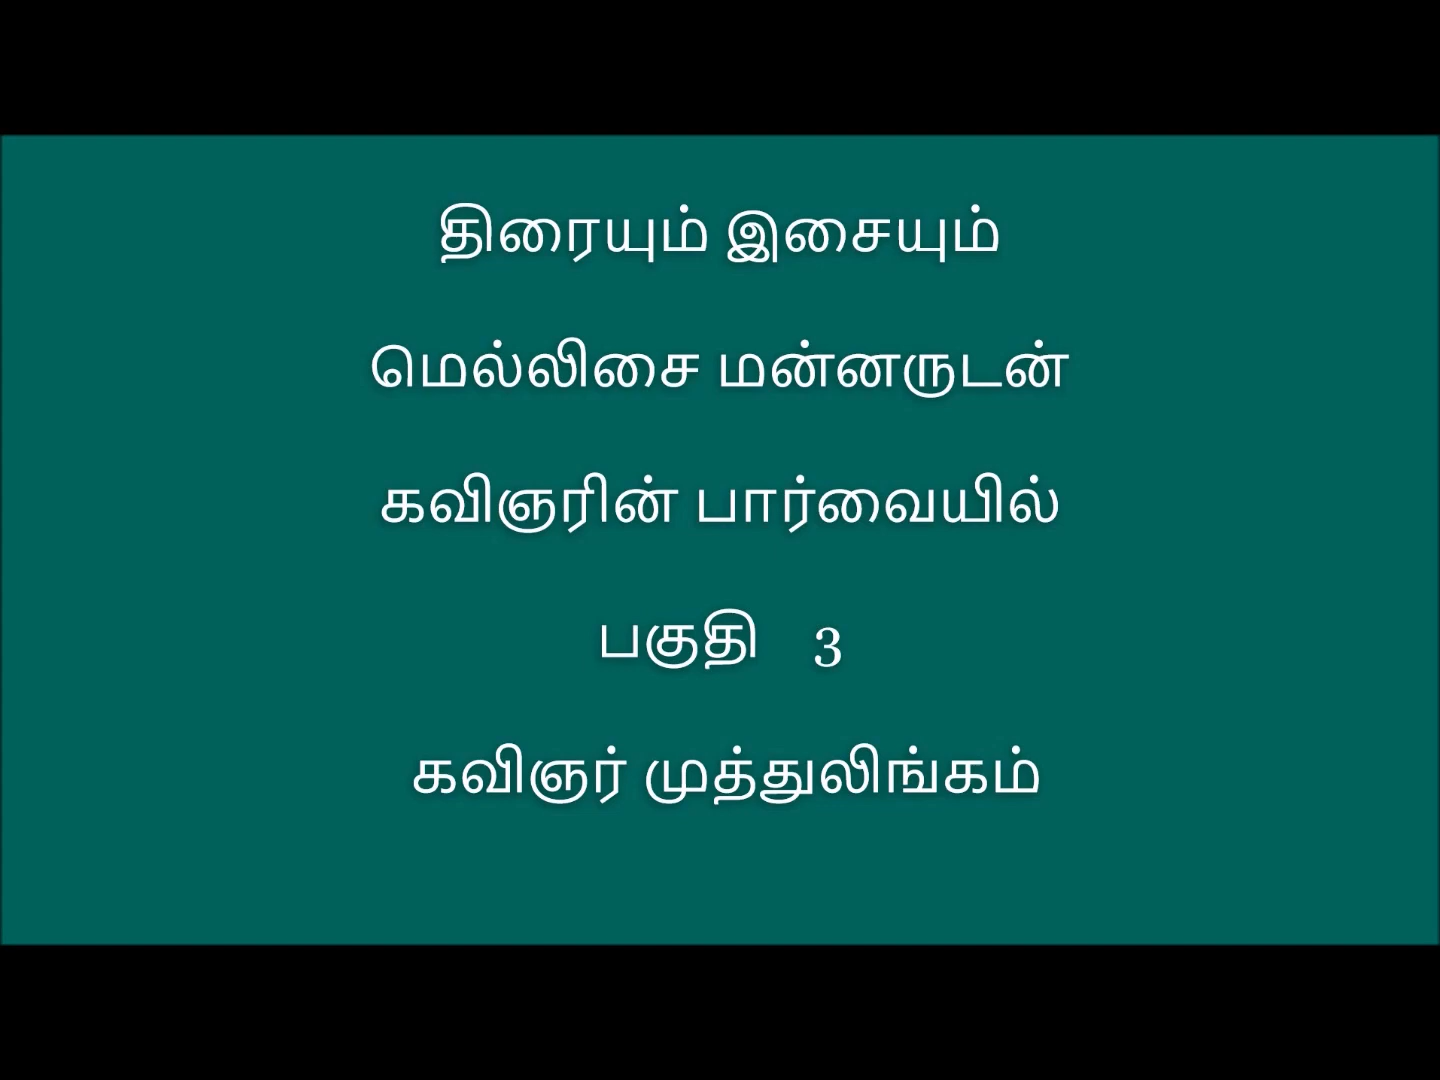 திரையும் இசையும்
மெல்லிசை மன்னருடன்
கவிஞரின் பார்வையில்
பகுதி 3
கவிஞர் முத்துலிங்கம்